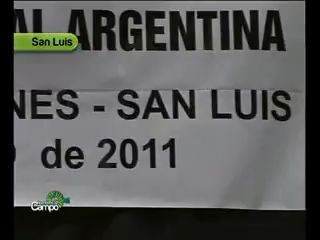 San Luis
AL ARGENTINA
NES - SAN LUIS
de 2011
Campo